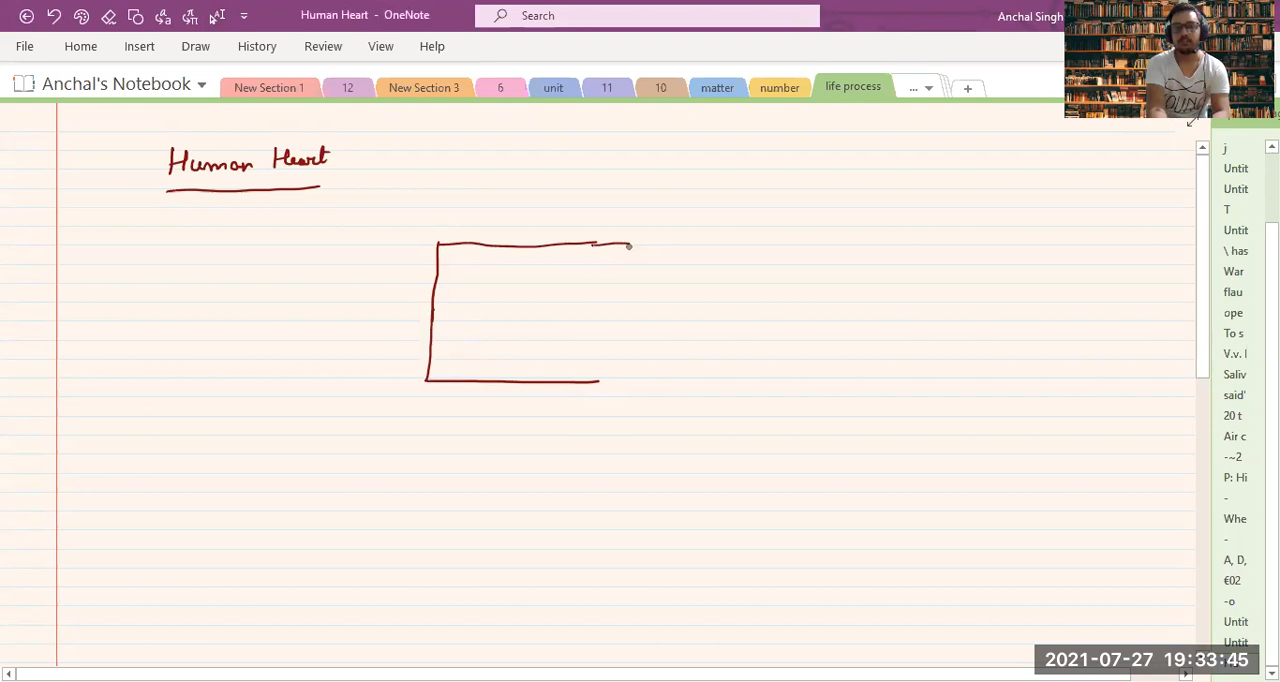 Human Heart - OneNote
Search
Anchal Singh
File Home Insert Draw History Review View Help
Anchal's Notebook
New Section 1 12 New Section 3 6 unit 11 10 matter number life process ... +
Human Heart
j
Untit
Untit
T
Untit
\ has
War
flau
ope
To s
V.v. I
Saliv
said'
20 t
Air c
-~2
P: Hi
-
Whe
-
A, D,
€02
-o
Untit
Untit
2021-07-27 19:33:45